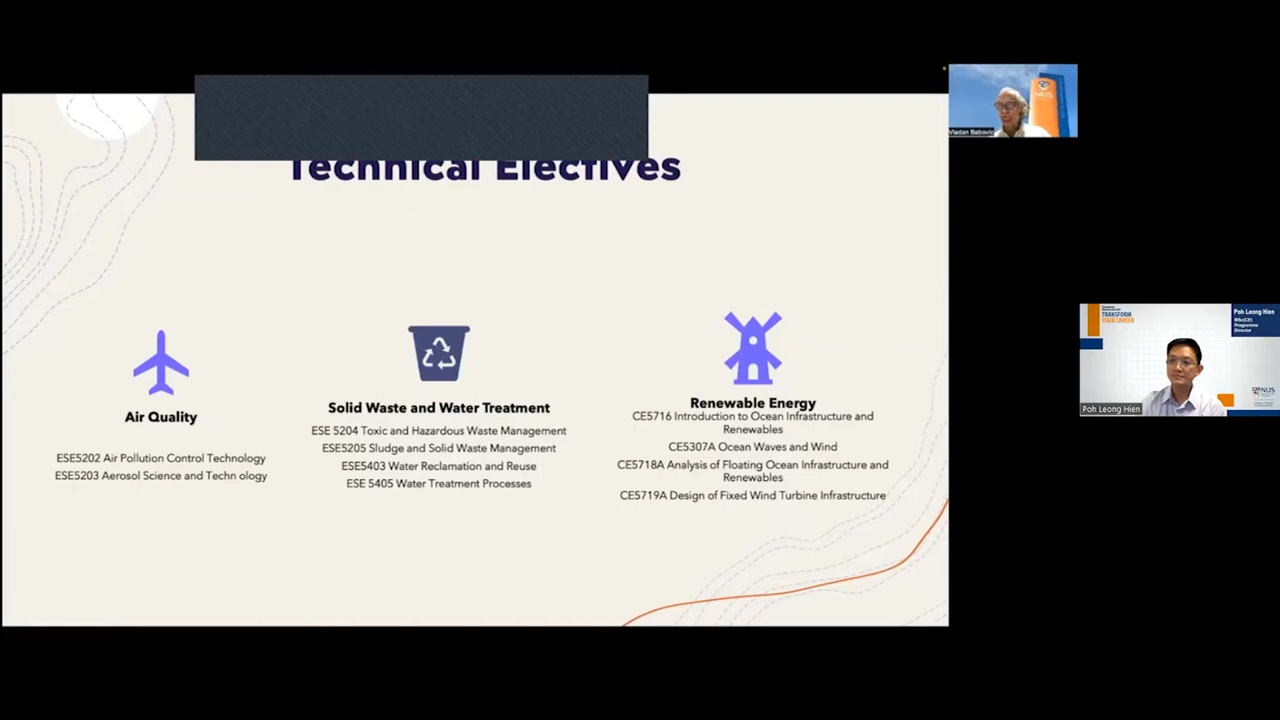 Technical Electives
Air Quality
ESE5202 Air Pollution Control Technology
ESE5203 Aerosol Science and Techn ology
Solid Waste and Water Treatment
ESE 5204 Toxic and Hazardous Waste Management
ESE5205 Sludge and Solid Waste Management
ESE5403 Water Reclamation and Reuse
ESE 5405 Water Treatment Processes
Renewable Energy
CE5716 Introduction to Ocean Infrastructure and
Renewables
CE5307A Ocean Waves and Wind
CE5718A Analysis of Floating Ocean Infrastructure and
Renewables
CE5719A Design of Fixed Wind Turbine Infrastructure
NUS
Vladan Babovic
TRANSFORM
YOUR CAREER
Poh Leong Hien
MSc(CE)
Programme
Director
NUS
Poh Leong Hien